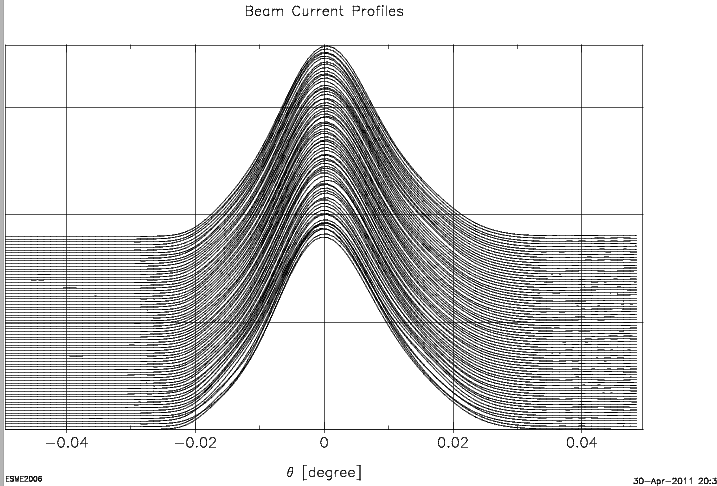 Beam Current Profiles
−0.04 −0.02 0 0.02 0.04
θ [degree]
ESME2006
30−Apr−2011 20:3